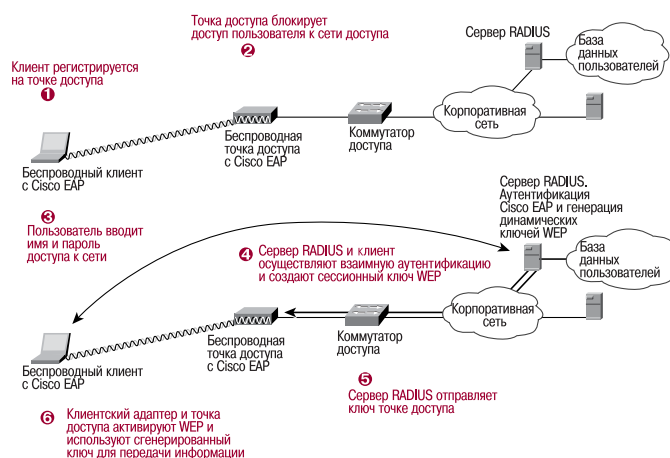 Точка доступа блокирует
доступ пользователя к сети доступа
2
Сервер RADIUS
База
данных
пользователей
Клиент регистрируется
на точке доступа
1
Корпоративная
сеть
Беспроводная
точка доступа
с Cisco EAP
Коммутатор
доступа
Беспроводный клиент
с Cisco EAP
Сервер RADIUS.
Аутентификация
Cisco EAP и генерация
динамических
ключей WEP
3
Пользователь вводит
имя и пароль
доступа к сети
4 Сервер RADIUS и клиент
осуществляют взаимную аутентификацию
и создают сессионный ключ WEP
База
данных
пользователей
Корпоративная
сеть
Беспроводная
точка доступа
с Cisco EAP
Коммутатор
доступа
Беспроводный клиент
с Cisco EAP
5
Сервер RADIUS отправляет
ключ точке доступа
6 Клиентский адаптер и точка
доступа активируют WEP и
используют сгенерированный
ключ для передачи информации